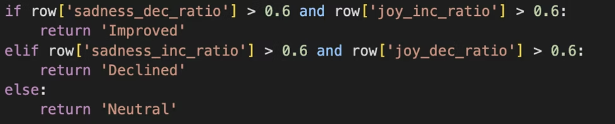 if row['sadness_dec_ratio'] > 0.6 and row['joy_inc_ratio'] > 0.6:
    return 'Improved'
elif row['sadness_inc_ratio'] > 0.6 and row['joy_dec_ratio'] > 0.6:
    return 'Declined'
else:
    return 'Neutral'